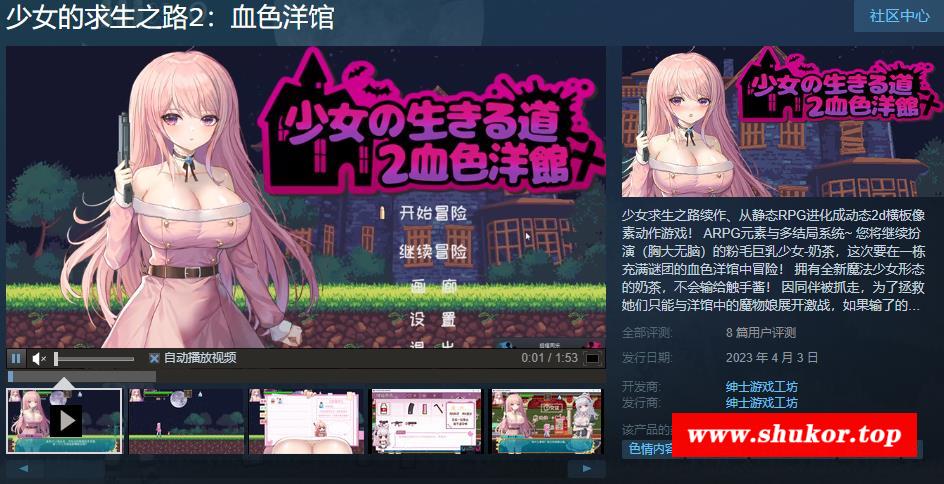 少女的求生之路2：血色洋馆
社区中心
少女の生きる道
2血色洋館
开始冒险
继续冒险
画 廊
设 置
退 出
自动播放视频
0:01 / 1:53
少女の生きる道
2血色洋館
少女求生之路续作、从静态RPG进化成动态2d横板像
素动作游戏！ ARPG元素与多结局系统~ 您将继续扮
演（胸大无脑）的粉毛巨乳少女-奶茶，这次要在一栋
充满谜团的血色洋馆中冒险！ 拥有全新魔法少女形态
的奶茶，不会输给触手酱！ 因同伴被抓走，为了拯救
她们只能与洋馆中的魔物娘展开激战，如果输了的…
全部评测:
8 篇用户评测
发行日期:
2023 年 4 月 3 日
开发商:
绅士游戏工坊
发行商:
绅士游戏工坊
该产品的
色情内容
www.shukor.top